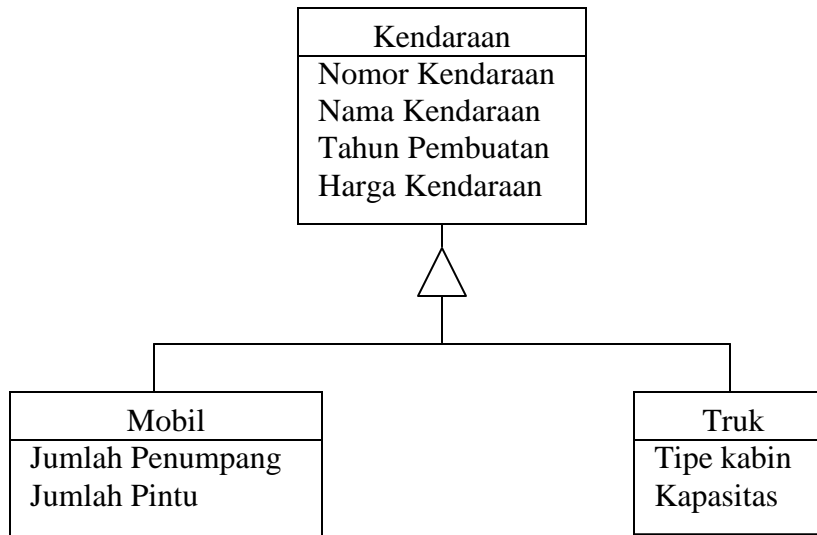 Kendaraan
Nomor Kendaraan
Nama Kendaraan
Tahun Pembuatan
Harga Kendaraan
Mobil
Jumlah Penumpang
Jumlah Pintu
Truk
Tipe kabin
Kapasitas